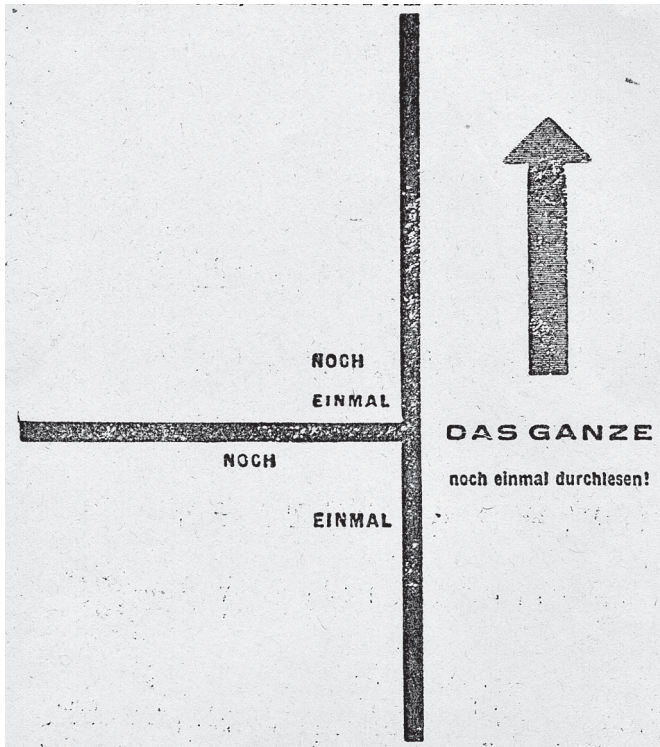 NOCH
EINMAL
NOCH
EINMAL
DAS GANZE
noch einmal durchlesen!